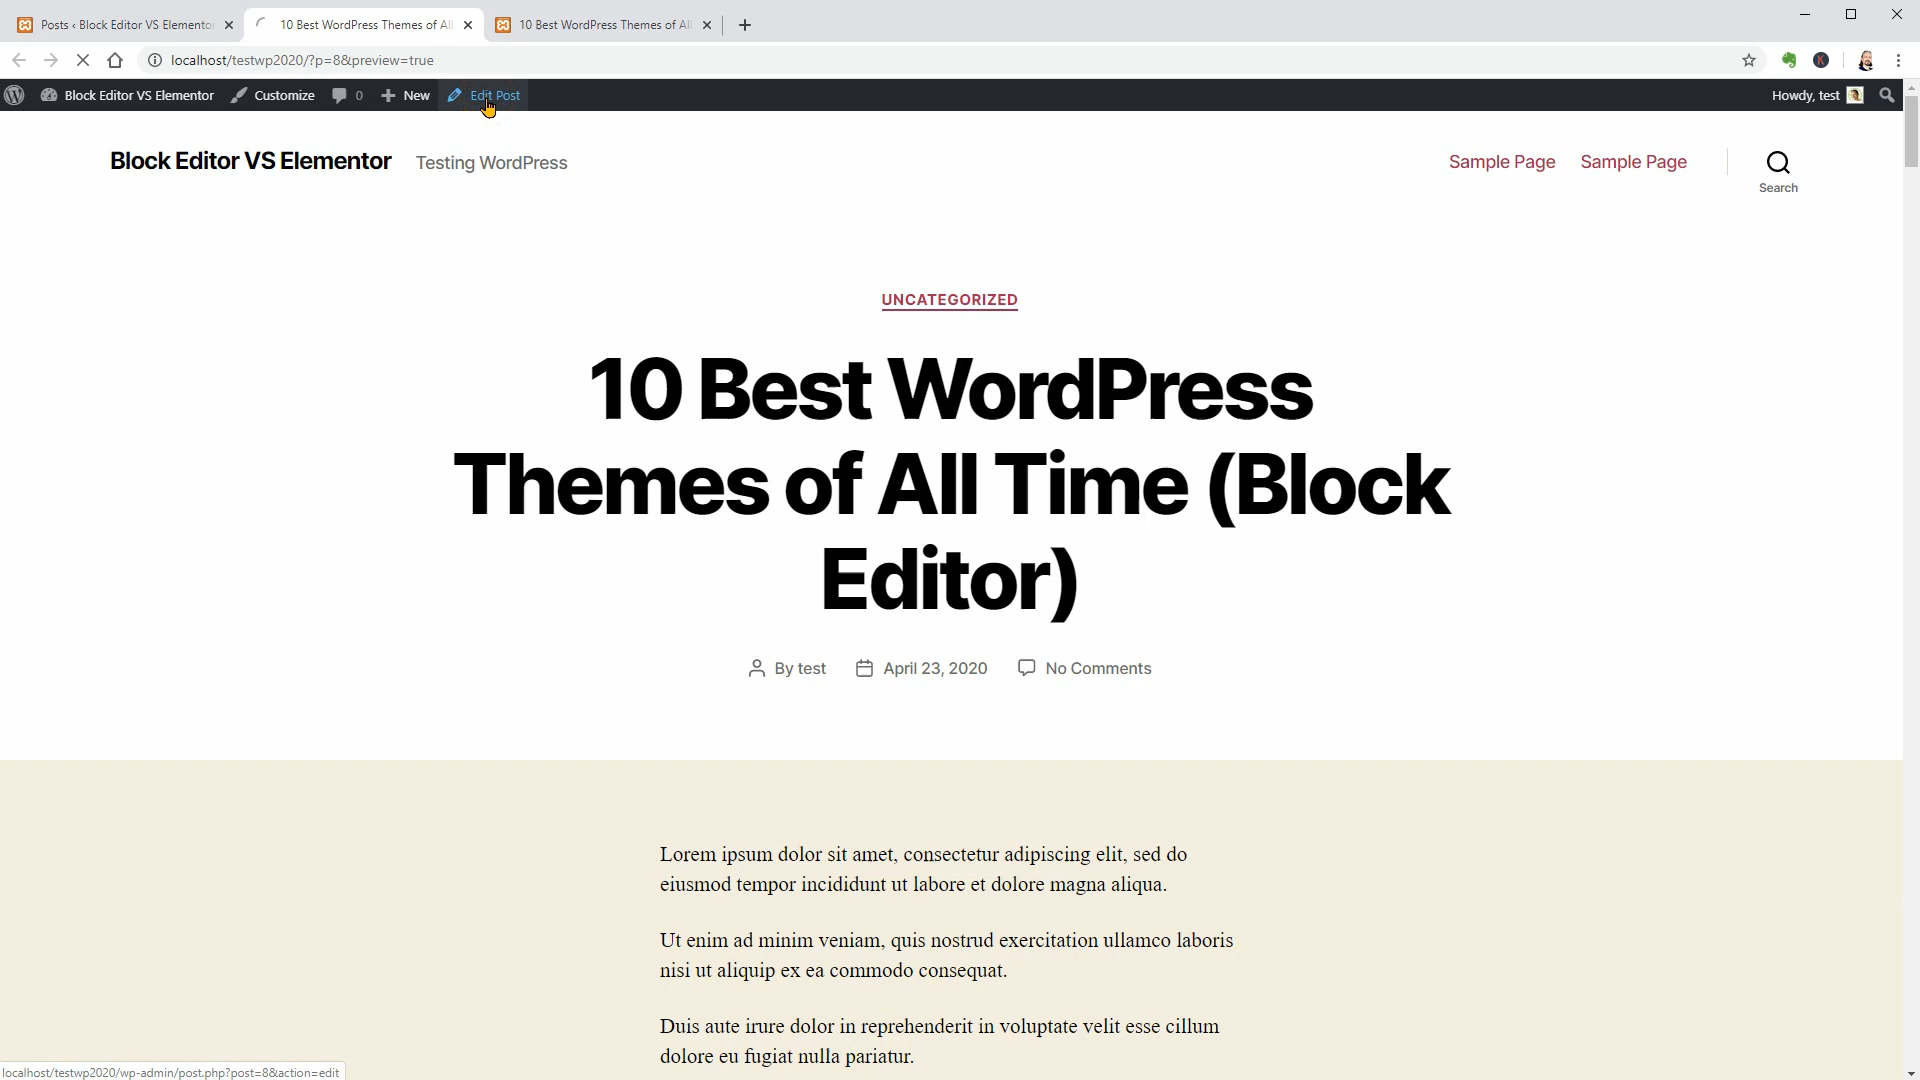 Posts ‹ Block Editor VS Elemento
10 Best WordPress Themes of Al
10 Best WordPress Themes of Al
localhost/testwp2020/?p=8&preview=true
Block Editor VS Elementor
Customize
0
New
Edit Post
Howdy, test
Block Editor VS Elementor
Testing WordPress
Sample Page
Sample Page
Search
UNCATEGORIZED
10 Best WordPress
Themes of All Time (Block
Editor)
By test
April 23, 2020
No Comments
Lorem ipsum dolor sit amet, consectetur adipiscing elit, sed do
eiusmod tempor incididunt ut labore et dolore magna aliqua.
Ut enim ad minim veniam, quis nostrud exercitation ullamco laboris
nisi ut aliquip ex ea commodo consequat.
Duis aute irure dolor in reprehenderit in voluptate velit esse cillum
dolore eu fugiat nulla pariatur.
localhost/testwp2020/wp-admin/post.php?post=8&action=edit